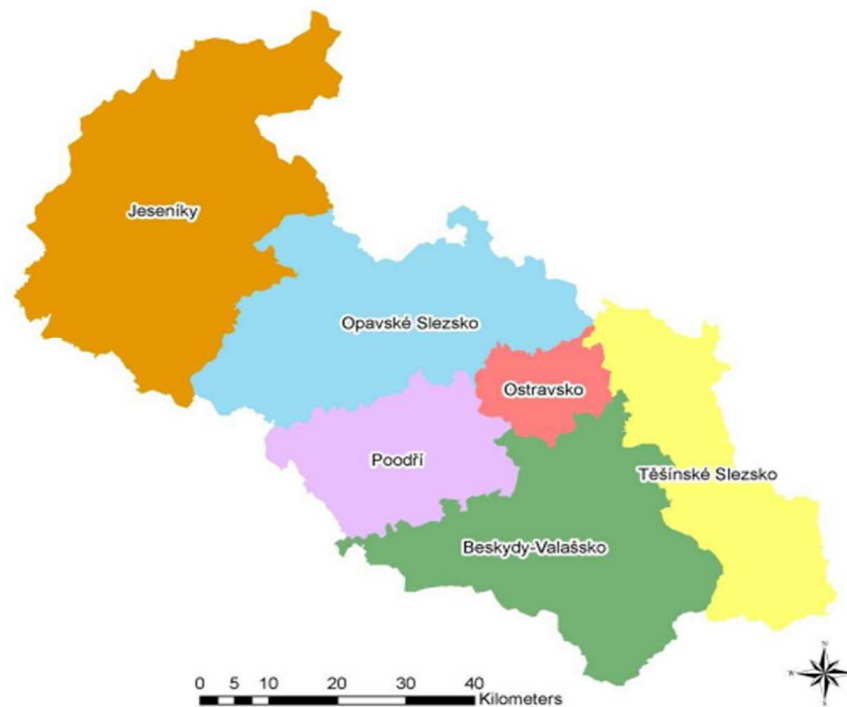 Jeseníky
Opavské Slezsko
Ostravsko
Poodří
Těšínské Slezsko
Beskydy-Valašsko
N
W
E
S
0 5 10 20 30 40
Kilometers